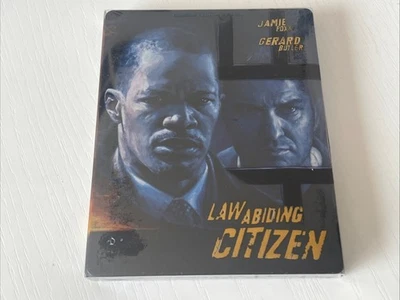 JAMIE
FOXX
GERARD
BUTLER
LAW ABIDING
CITIZEN